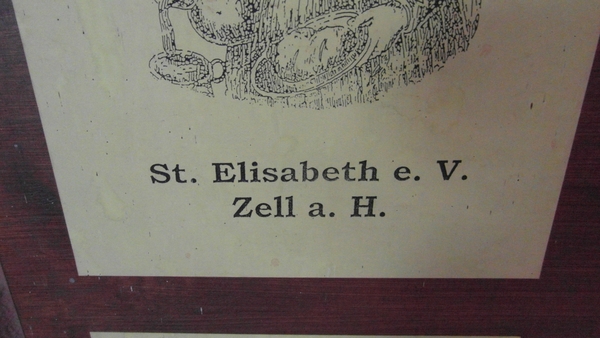 St. Elisabeth e. V.
Zell a. H.